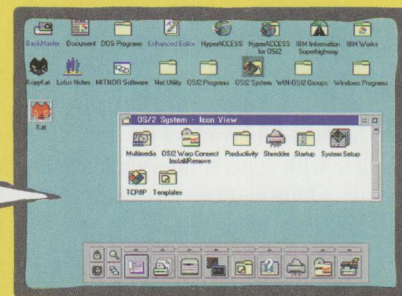 BackMaster Document DOS Programs Enhanced Editor HyperACCESS HyperACCESS for OS/2 IBM Information Superhighway IBM Works
KopyKat Lotus Notes MITNOR Software Net Utility OS/2 Programs OS/2 System WIN-OS/2 Groups Windows Programs
Kat
OS/2 System - Icon View
Multimedia OS/2 Warp Connect Install/Remove Productivity Shredder Startup System Setup
TCP/IP Templates